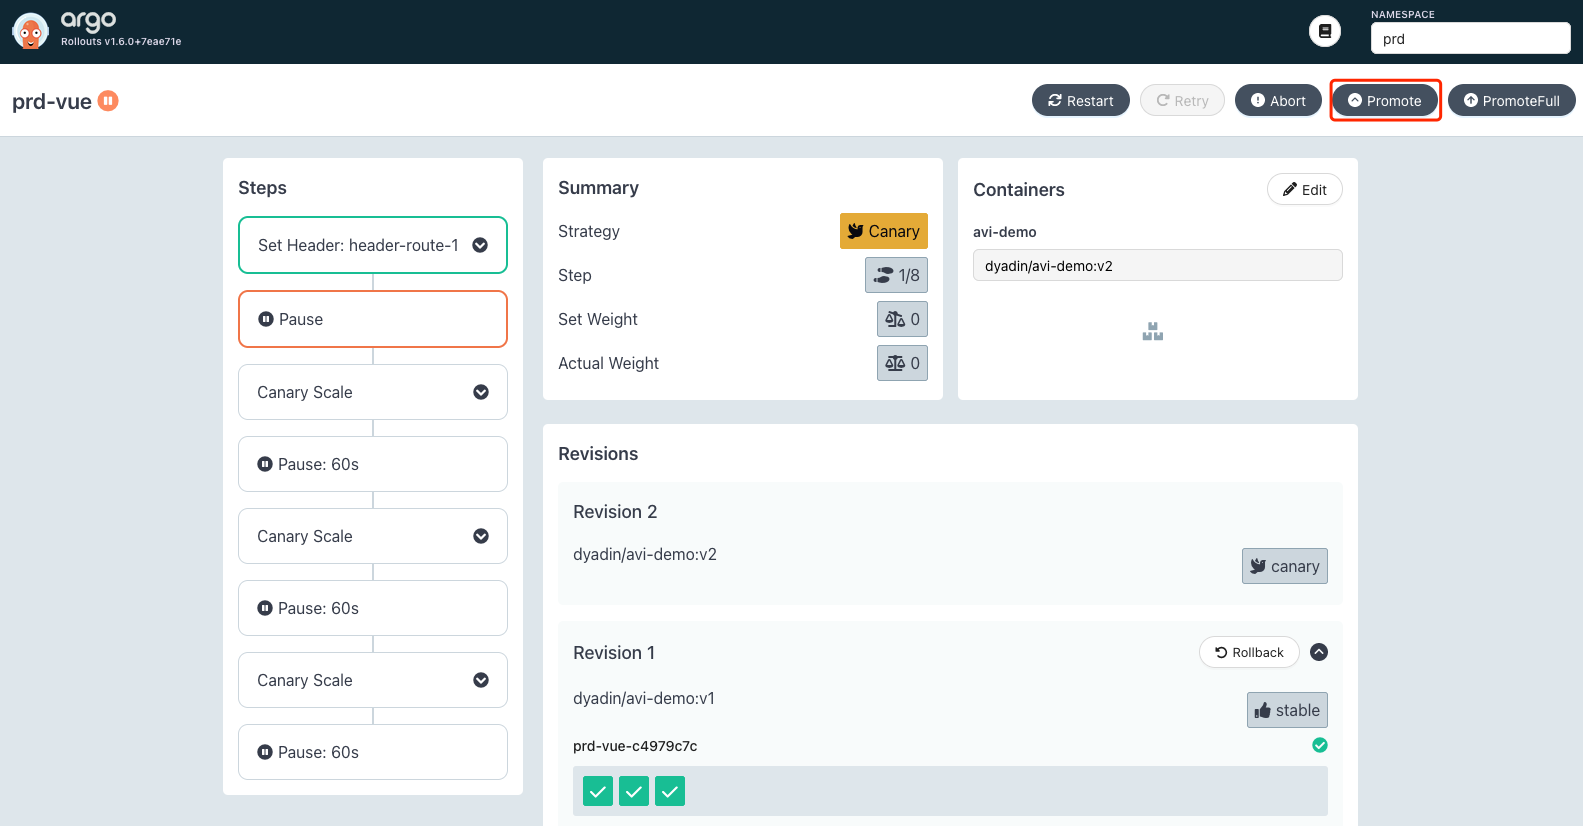 argo
Rollouts v1.6.0+7eae71e
NAMESPACE
prd
prd-vue
Restart
Retry
Abort
Promote
PromoteFull
Steps
Set Header: header-route-1
Pause
Canary Scale
Pause: 60s
Canary Scale
Pause: 60s
Canary Scale
Pause: 60s
Summary
Strategy Canary
Step 1/8
Set Weight 0
Actual Weight 0
Containers
Edit
avi-demo
dyadin/avi-demo:v2
Revisions
Revision 2
dyadin/avi-demo:v2
canary
Revision 1
Rollback
dyadin/avi-demo:v1
stable
prd-vue-c4979c7c